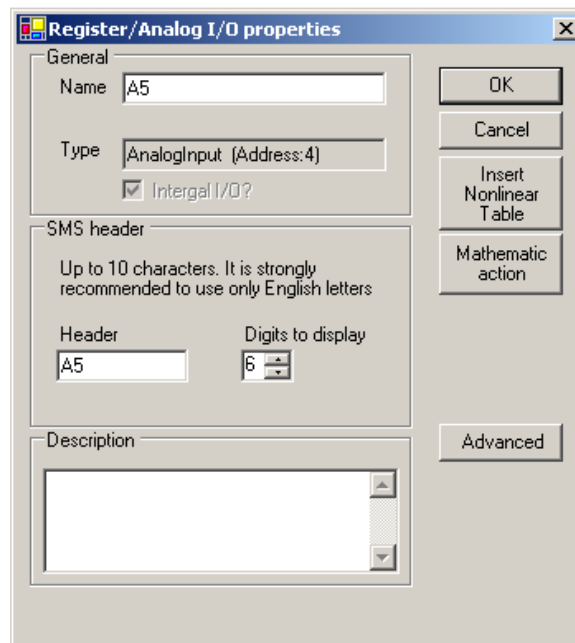 Register/Analog I/O properties
General
Name
A5
Type
AnalogInput (Address:4)
Intergal I/O?
SMS header
Up to 10 characters. It is strongly
recommended to use only English letters
Header
Digits to display
A5
6
Description
OK
Cancel
Insert
Nonlinear
Table
Mathematic
action
Advanced